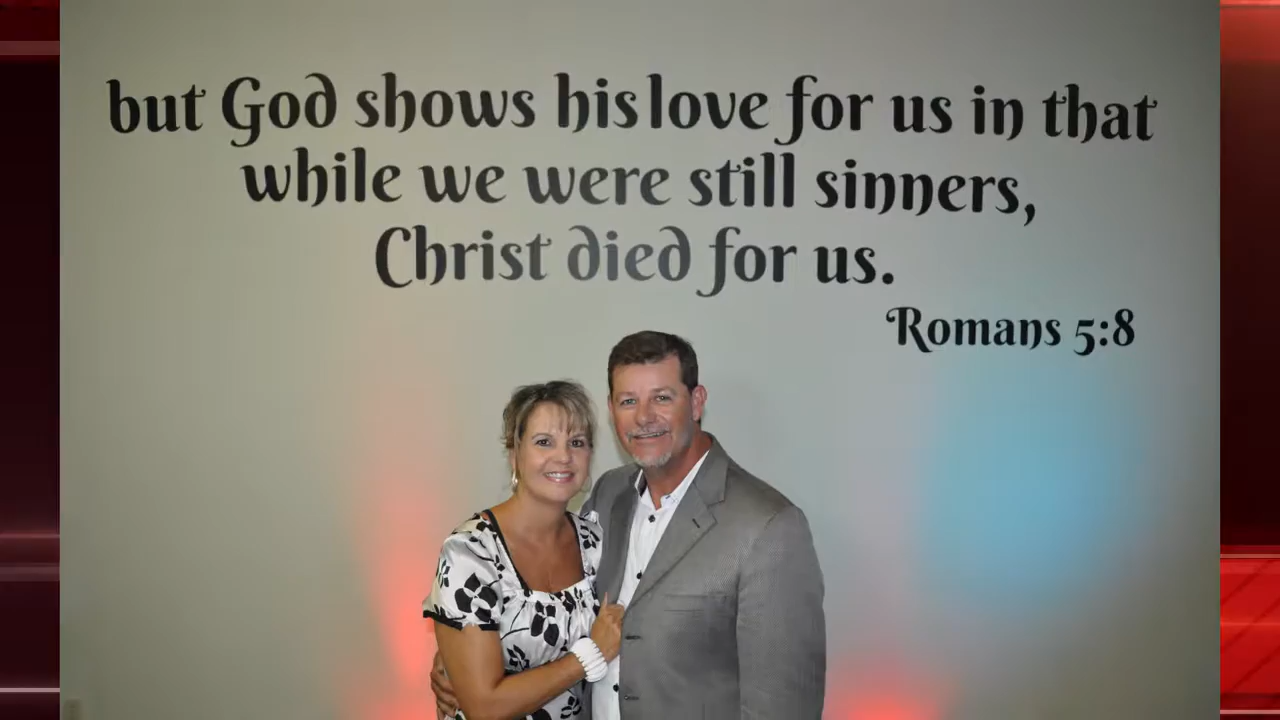 but God shows his love for us in that
while we were still sinners,
Christ died for us.
Romans 5:8